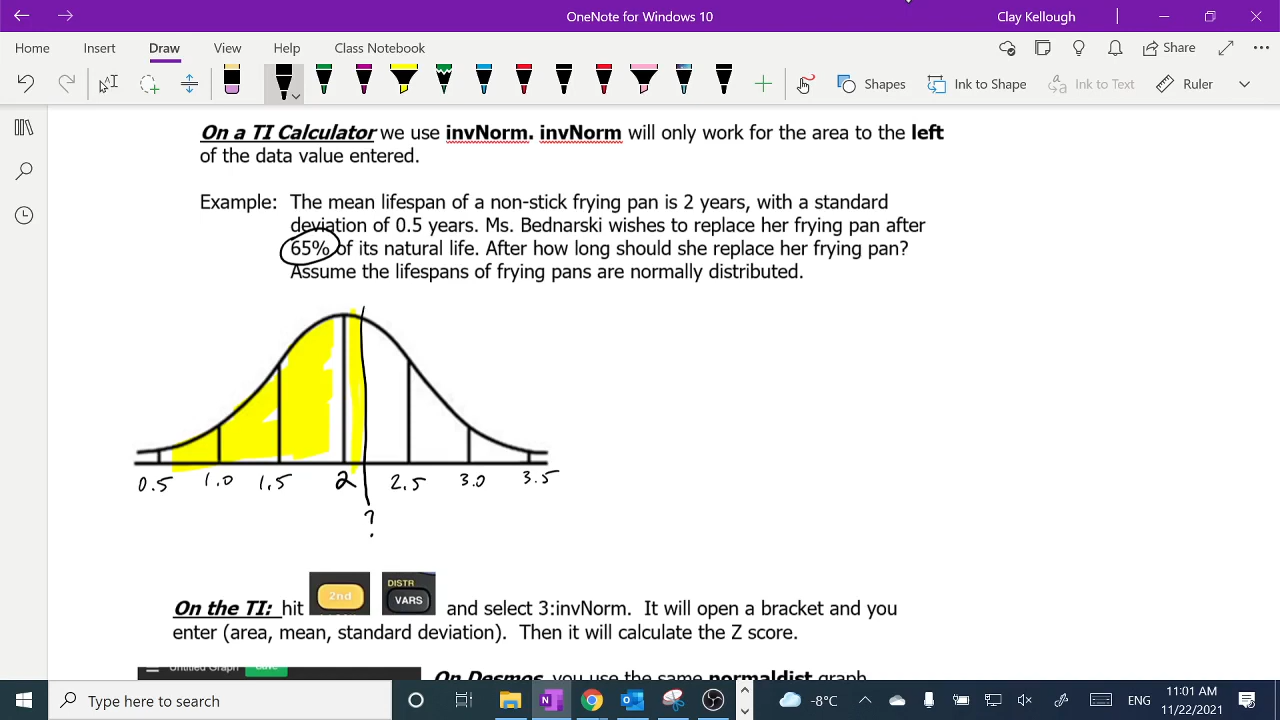 OneNote for Windows 10
Clay Kellough
Home Insert Draw View Help Class Notebook
Share
Shapes Ink to Shape Ink to Text Ruler
On a TI Calculator we use invNorm. invNorm will only work for the area to the left
of the data value entered.
Example: The mean lifespan of a non-stick frying pan is 2 years, with a standard
deviation of 0.5 years. Ms. Bednarski wishes to replace her frying pan after
65% of its natural life. After how long should she replace her frying pan?
Assume the lifespans of frying pans are normally distributed.
0.5 1.0 1.5 2 2.5 3.0 3.5
?
DISTR
2nd VARS
On the TI: hit and select 3:invNorm. It will open a bracket and you
enter (area, mean, standard deviation). Then it will calculate the Z score.
Untitled Graph Save
On Desmos, you use the same normaldist graph
Type here to search
-8°C
ENG
11:01 AM
11/22/2021